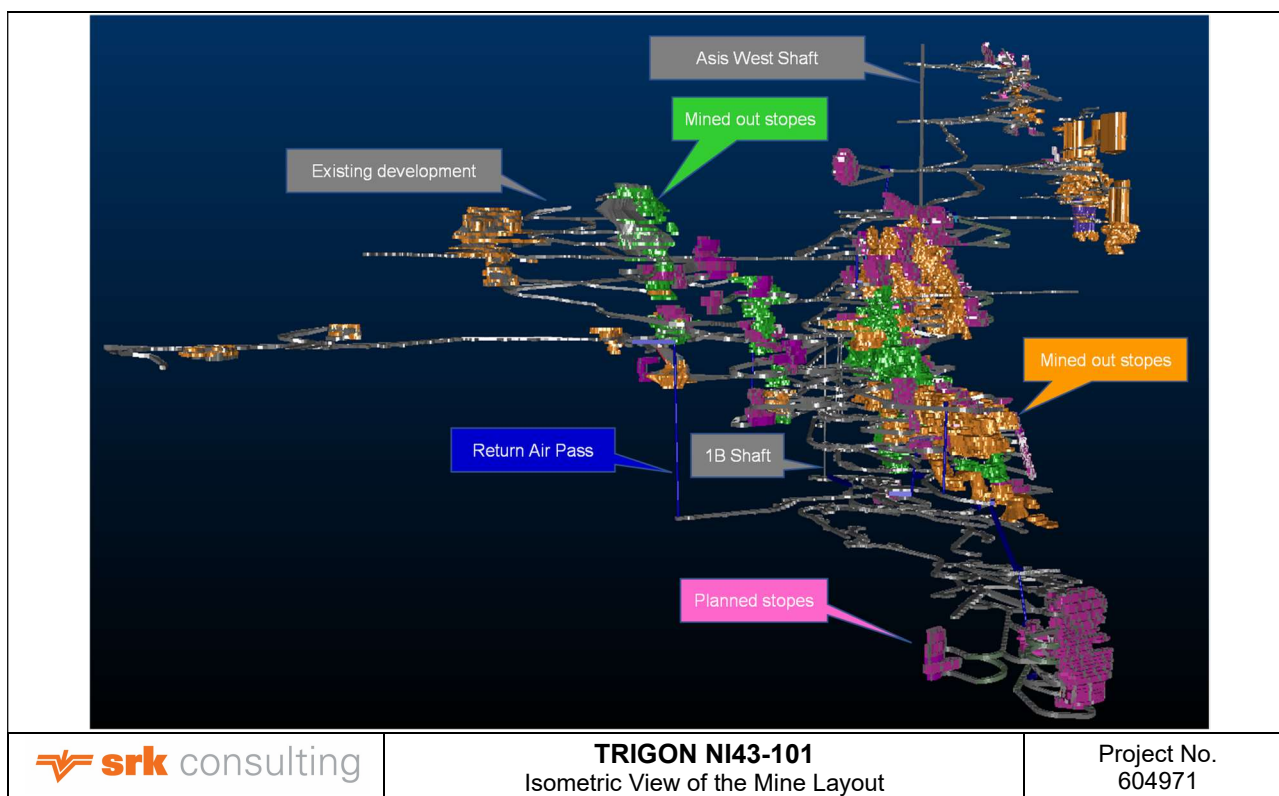 Asis West Shaft
Mined out stopes
Existing development
Mined out stopes
Return Air Pass
1B Shaft
Planned stopes
srk consulting
TRIGON NI43-101
Isometric View of the Mine Layout
Project No.
604971